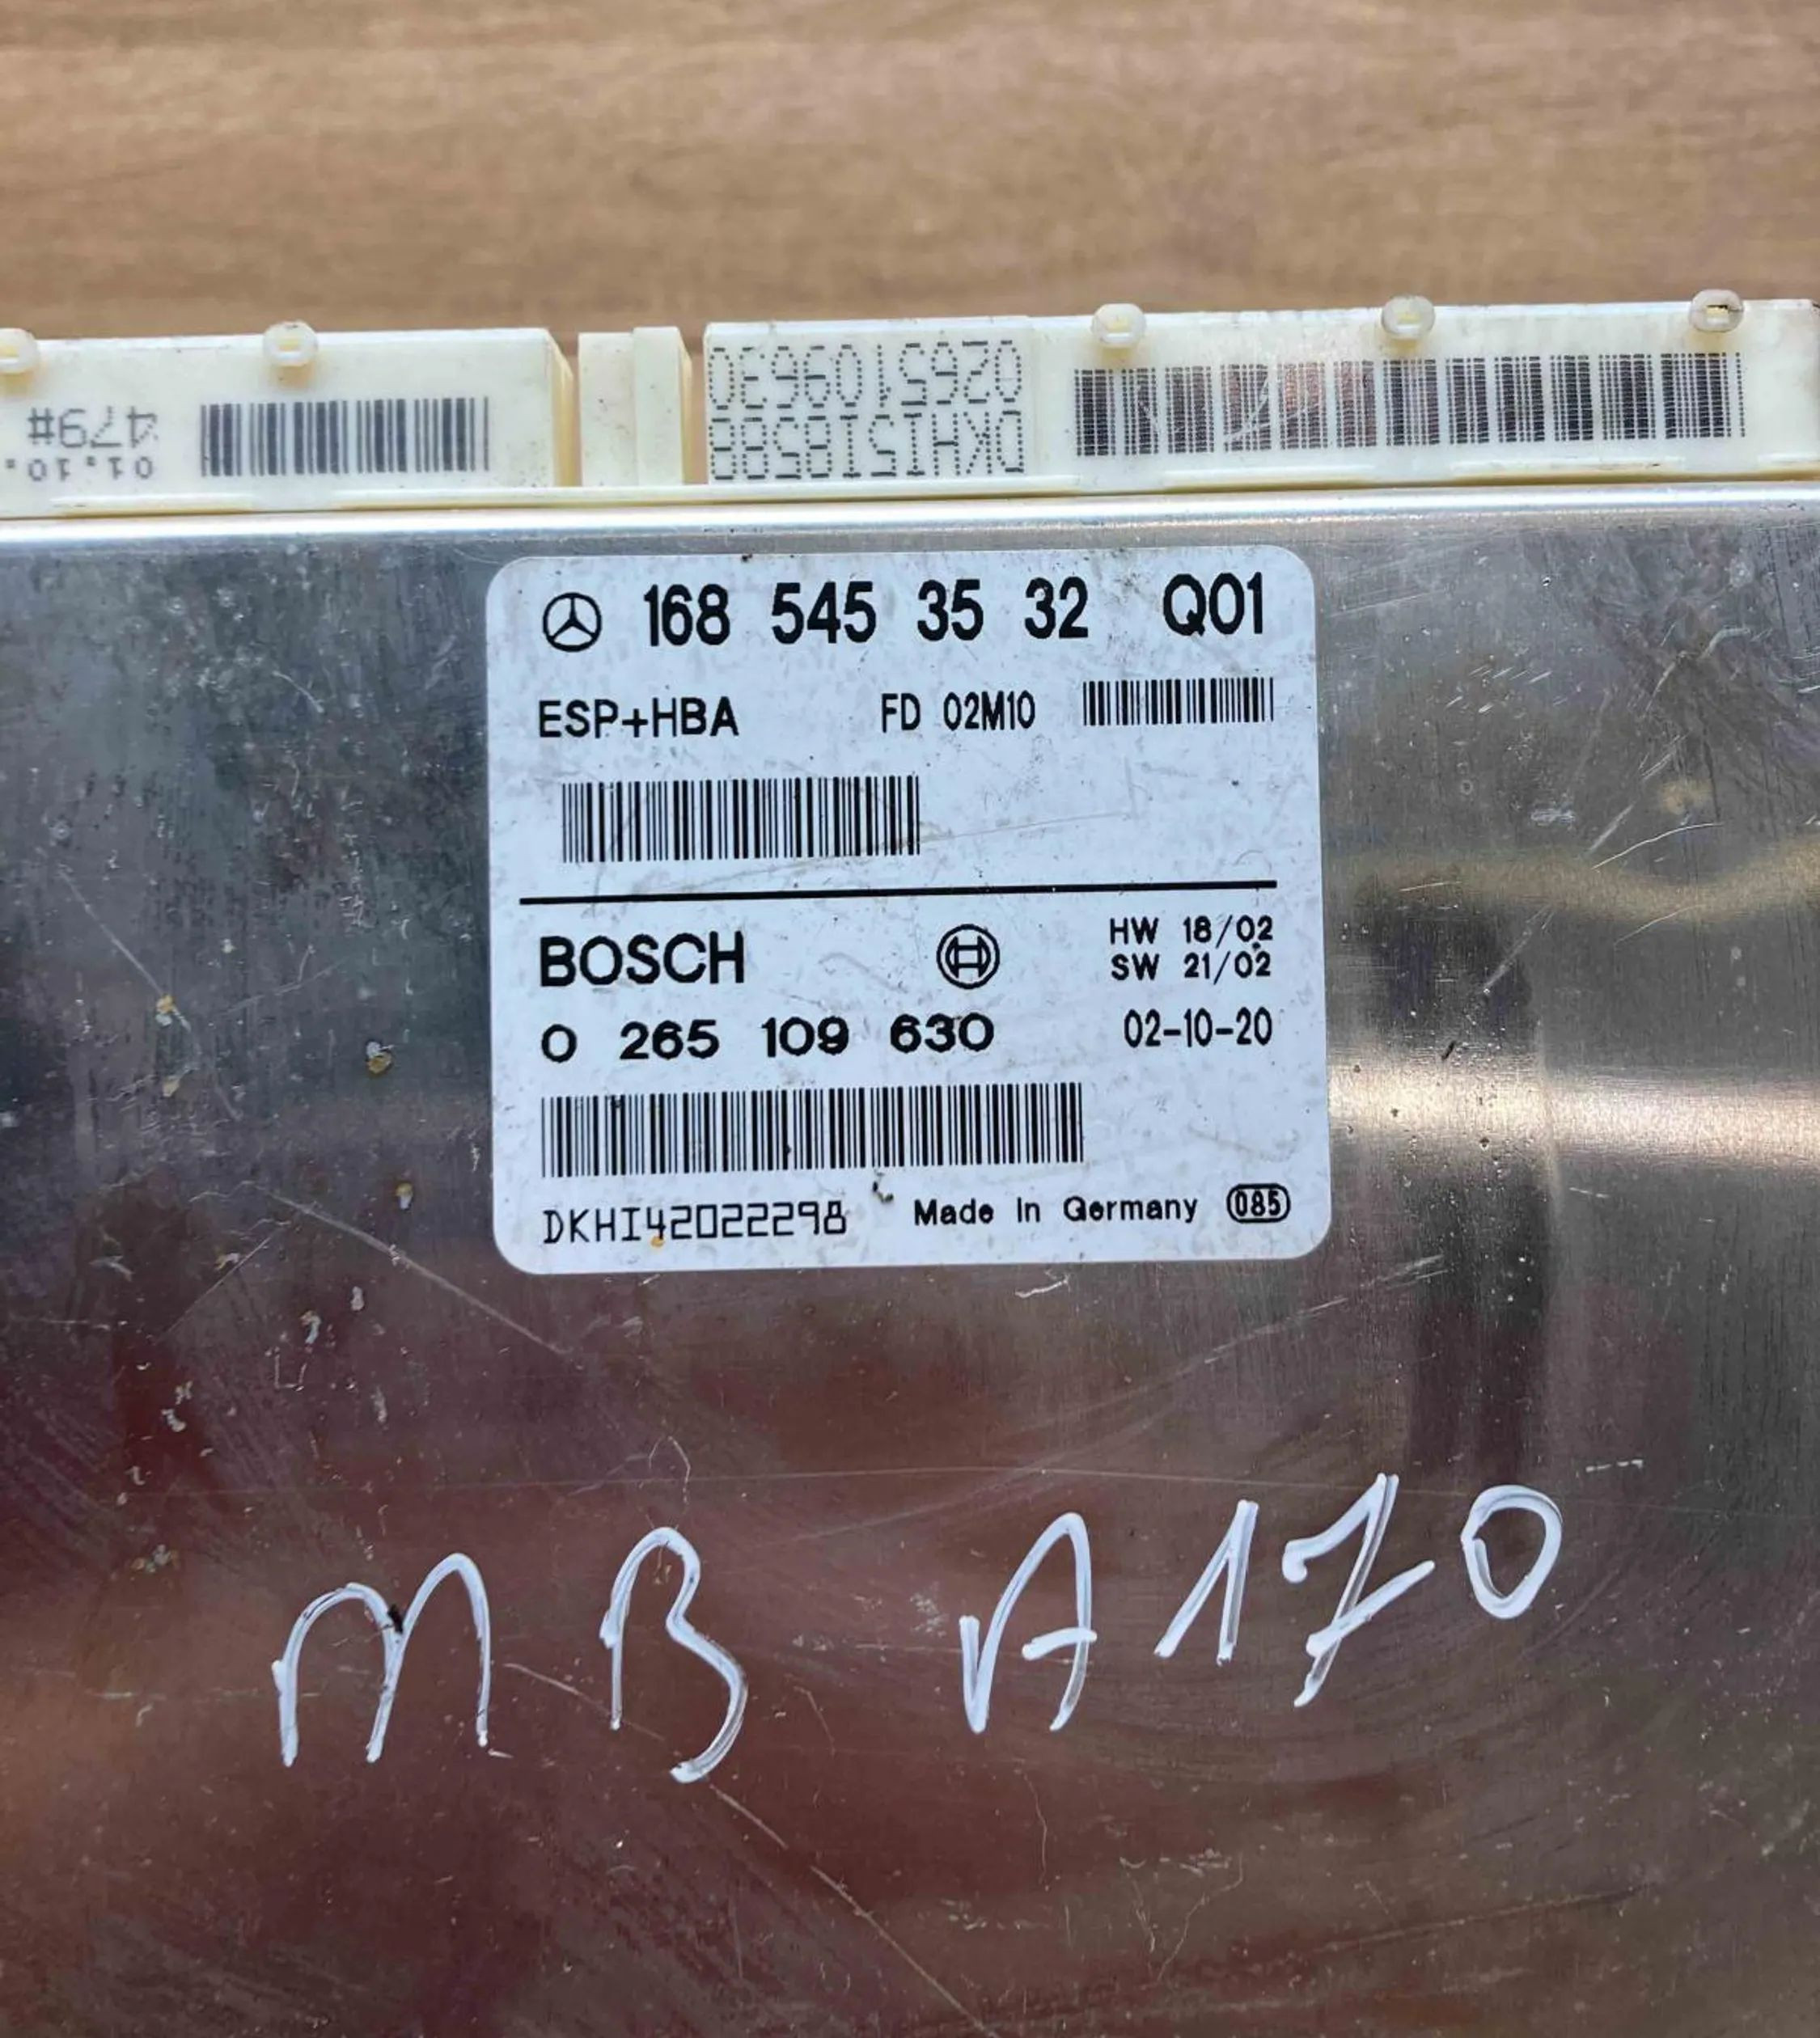 0265109630
DKHI518588
479#
01.10.
168 545 35 32 Q01
ESP+HBA FD 02M10
BOSCH HW 18/02
SW 21/02
0 265 109 630 02-10-20
DKHI42022298 Made In Germany 085
MB A170